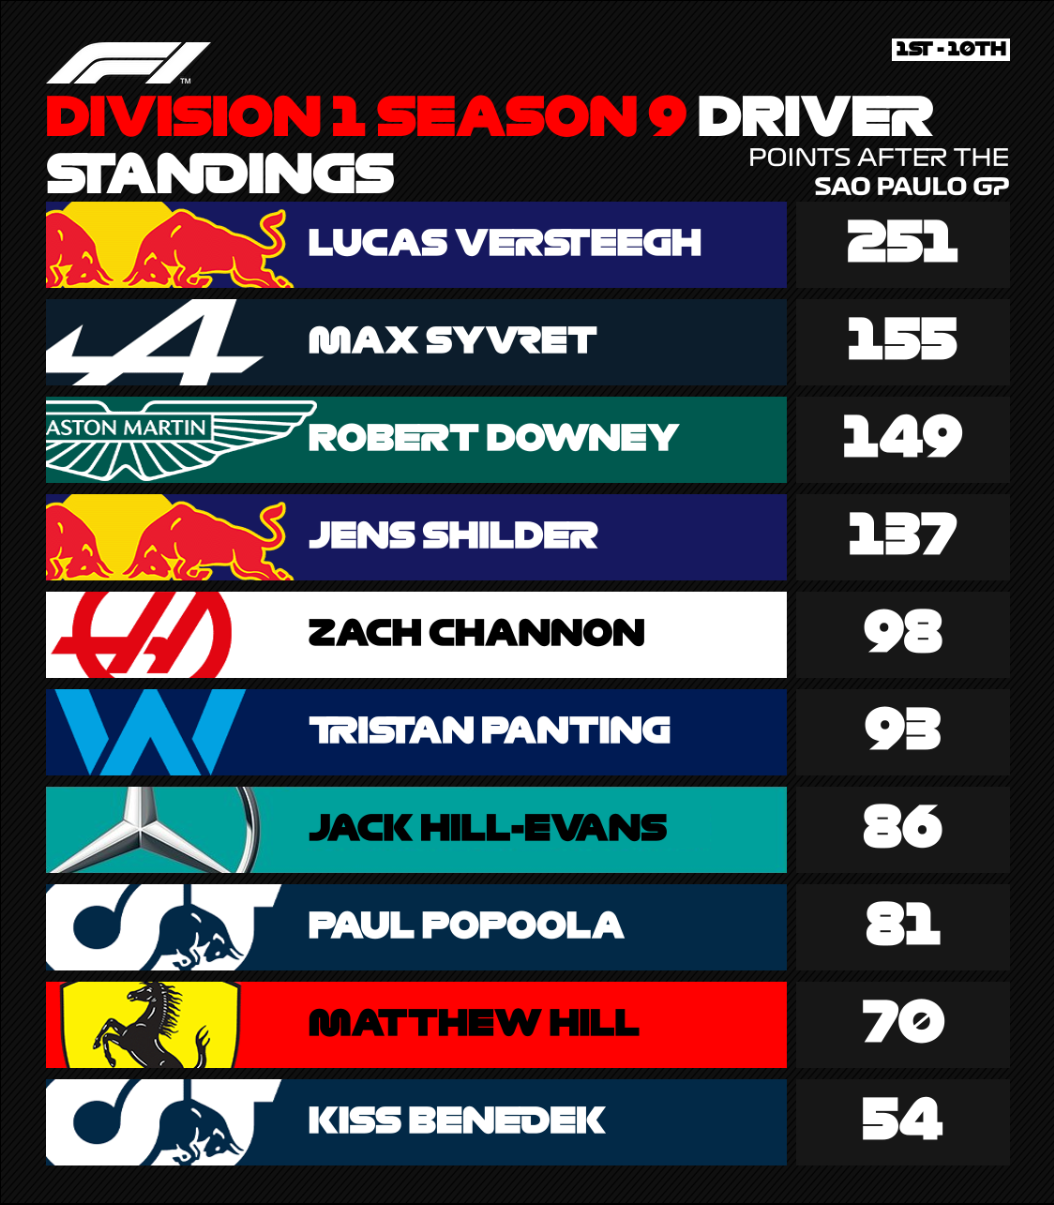 F1™
1ST - 10TH
DIVISION 1 SEASON 9 DRIVER
STANDINGS
POINTS AFTER THE
SAO PAULO GP
LUCAS VERSTEEGH 251
MAX SYVRET 155
ASTON MARTIN
ROBERT DOWNEY 149
JENS SHILDER 137
ZACH CHANNON 98
TRISTAN PANTING 93
JACK HILL-EVANS 86
PAUL POPOOLA 81
MATTHEW HILL 70
KISS BENEDEK 54